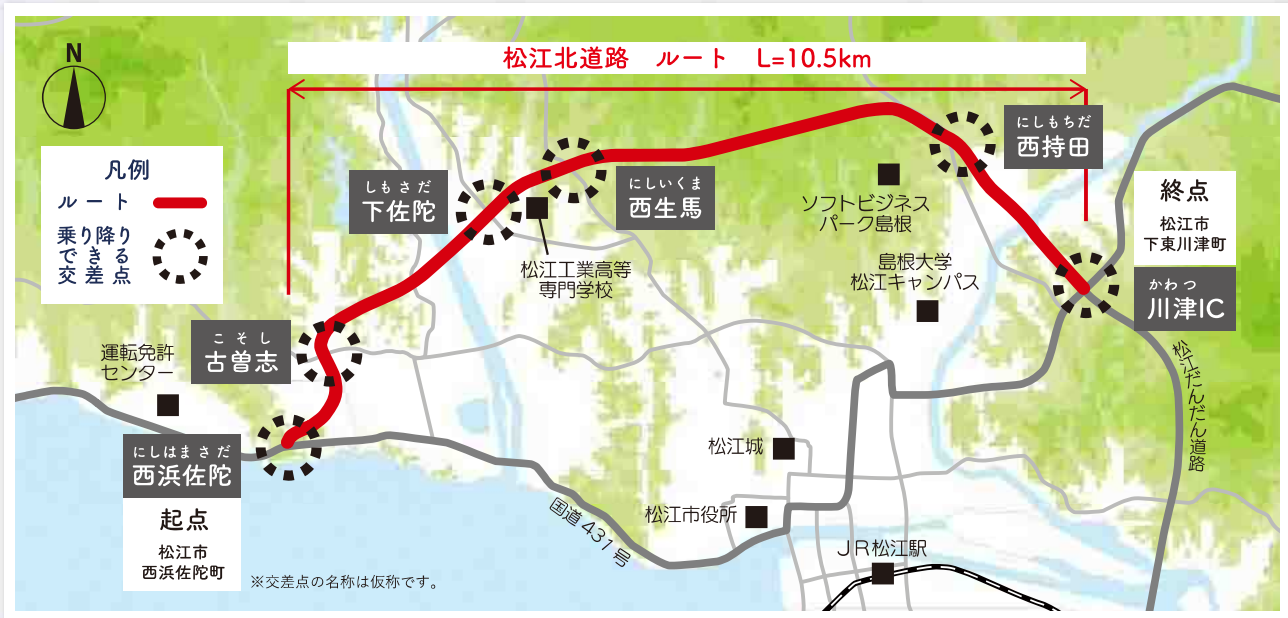 松江北道路 ルート L=10.5km
N
凡例
ルート
乗り降り
できる
交差点
しもさだ
下佐陀
にしいくま
西生馬
にしもちだ
西持田
ソフトビジネス
パーク島根
松江工業高等
専門学校
島根大学
松江キャンパス
終点
松江市
下東川津町
かわつ
川津IC
こそし
古曽志
運転免許
センター
松江だんだん道路
にしはまさだ
西浜佐陀
起点
松江市
西浜佐陀町
松江城
国道431号
松江市役所
JR松江駅
※交差点の名称は仮称です。